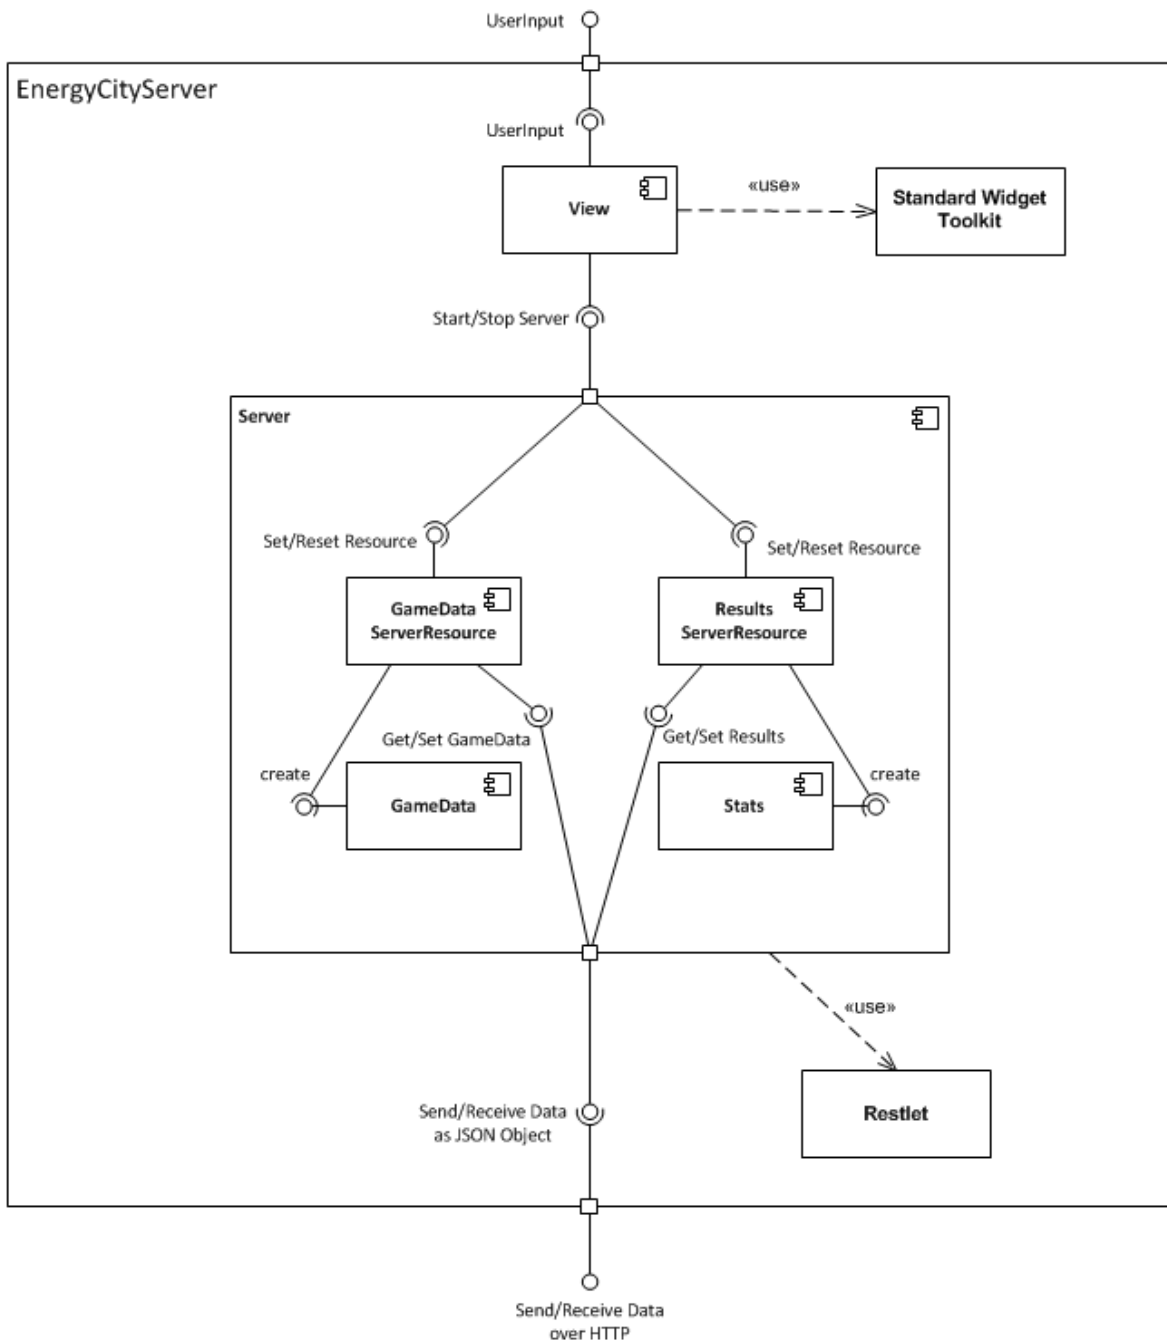 UserInput
EnergyCityServer
UserInput
View
«use»
Standard Widget
Toolkit
Start/Stop Server
Server
Set/Reset Resource
Set/Reset Resource
GameData
ServerResource
Results
ServerResource
Get/Set GameData
Get/Set Results
create
create
GameData
Stats
«use»
Send/Receive Data
as JSON Object
Restlet
Send/Receive Data
over HTTP